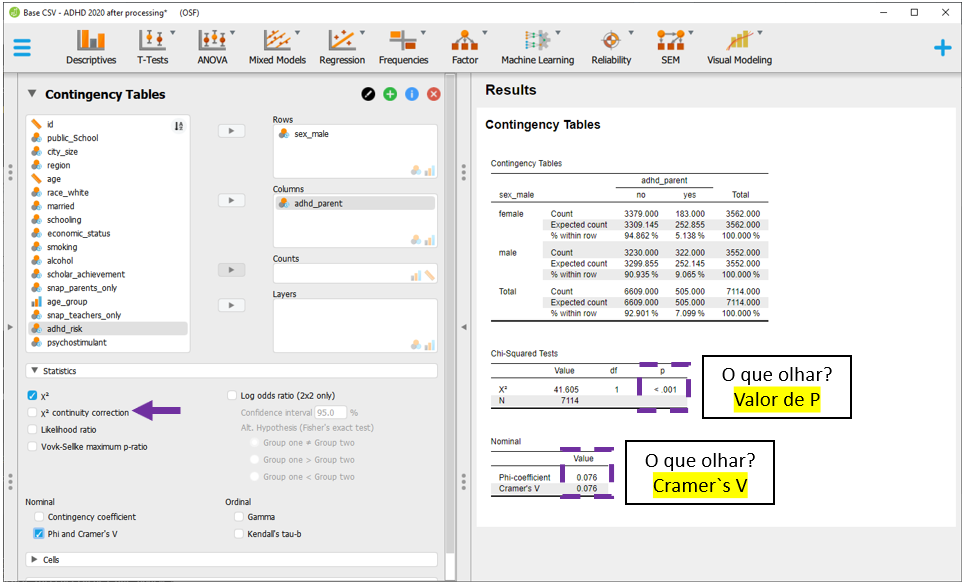 Base CSV - ADHD 2020 after processing* (OSF)
Descriptives T-Tests ANOVA Mixed Models Regression Frequencies Factor Machine Learning Reliability SEM Visual Modeling
Contingency Tables
id
public_School
city_size
region
age
race_white
married
schooling
economic_status
smoking
alcohol
scholar_achievement
snap_parents_only
age_group
snap_teachers_only
adhd_risk
psychostimulant
Rows
sex_male
Columns
adhd_parent
Counts
Layers
Statistics
χ²
χ² continuity correction
Likelihood ratio
Vovk-Sellke maximum p-ratio
Log odds ratio (2x2 only)
Confidence interval 95.0 %
Alt. Hypothesis (Fisher's exact test)
Group one ≠ Group two
Group one > Group two
Group one < Group two
Nominal
Contingency coefficient
Phi and Cramer's V
Ordinal
Gamma
Kendall's tau-b
Cells
Results
Contingency Tables
Contingency Tables
adhd_parent
sex_male no yes Total
female Count 3379.000 183.000 3562.000
Expected count 3309.145 252.855 3562.000
% within row 94.862 % 5.138 % 100.000 %
male Count 3230.000 322.000 3552.000
Expected count 3299.855 252.145 3552.000
% within row 90.935 % 9.065 % 100.000 %
Total Count 6609.000 505.000 7114.000
Expected count 6609.000 505.000 7114.000
% within row 92.901 % 7.099 % 100.000 %
Chi-Squared Tests
Value df p
X² 41.605 1 < .001
N 7114
O que olhar?
Valor de P
Nominal
Value
Phi-coefficient 0.076
Cramer's V 0.076
O que olhar?
Cramer`s V